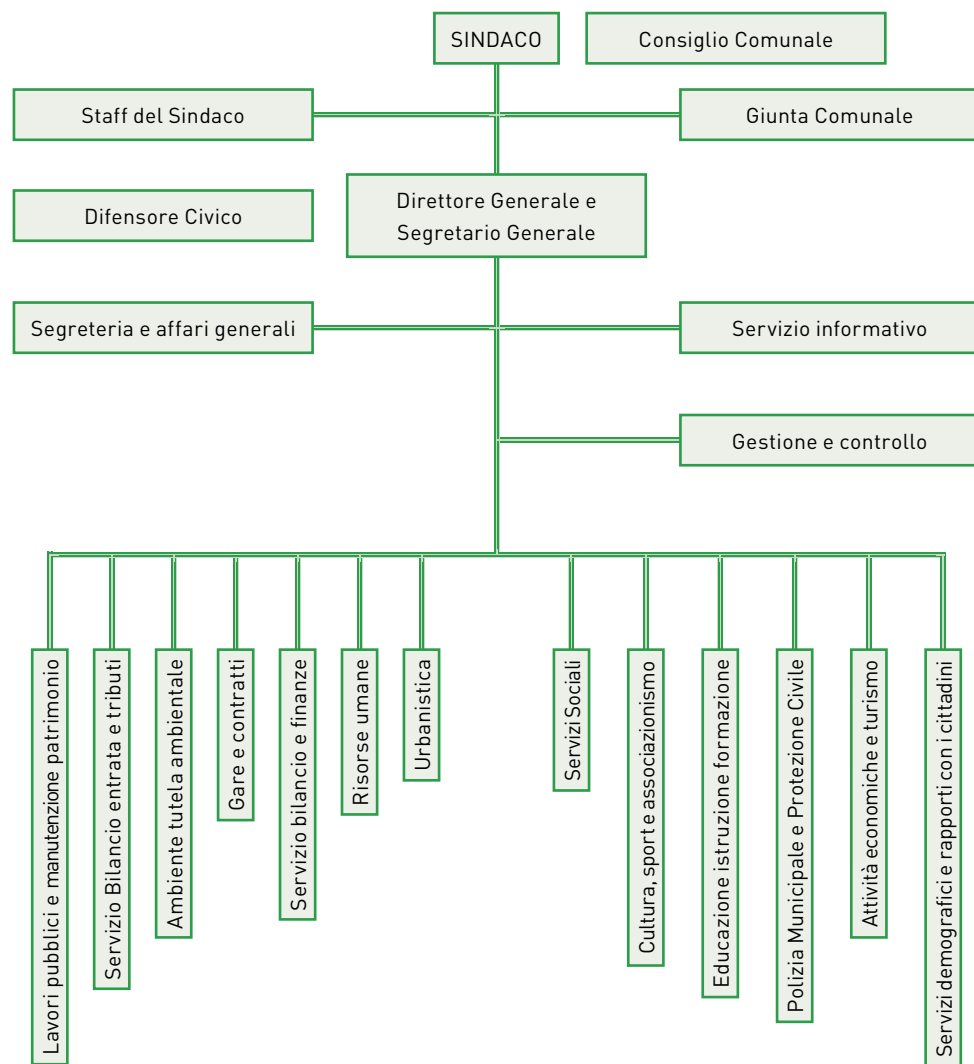 SINDACO
Consiglio Comunale
Staff del Sindaco
Giunta Comunale
Difensore Civico
Direttore Generale e
Segretario Generale
Segreteria e affari generali
Servizio informativo
Gestione e controllo
Lavori pubblici e manutenzione patrimonio
Servizio Bilancio entrata e tributi
Ambiente tutela ambientale
Gare e contratti
Servizio bilancio e finanze
Risorse umane
Urbanistica
Servizi Sociali
Cultura, sport e associazionismo
Educazione istruzione formazione
Polizia Municipale e Protezione Civile
Attività economiche e turismo
Servizi demografici e rapporti con i cittadini